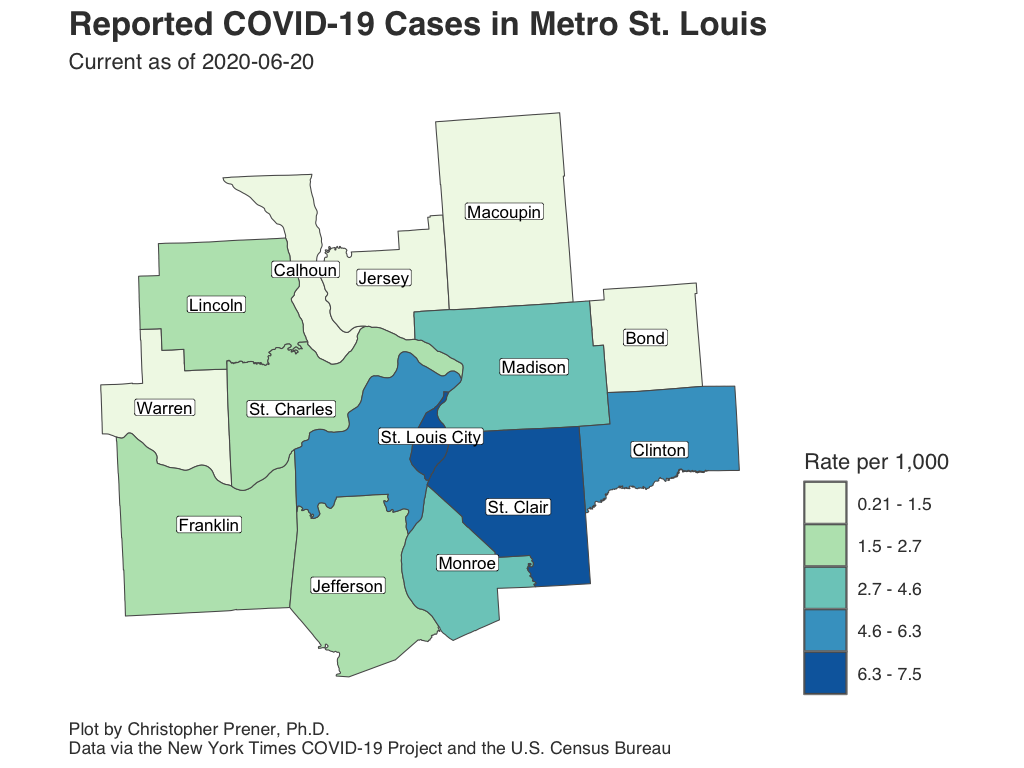 Reported COVID-19 Cases in Metro St. Louis
Current as of 2020-06-20
Macoupin
Calhoun
Jersey
Lincoln
Bond
Madison
Warren
St. Charles
St. Louis City
Clinton
St. Clair
Franklin
Monroe
Jefferson
Rate per 1,000
0.21 - 1.5
1.5 - 2.7
2.7 - 4.6
4.6 - 6.3
6.3 - 7.5
Plot by Christopher Prener, Ph.D.
Data via the New York Times COVID-19 Project and the U.S. Census Bureau